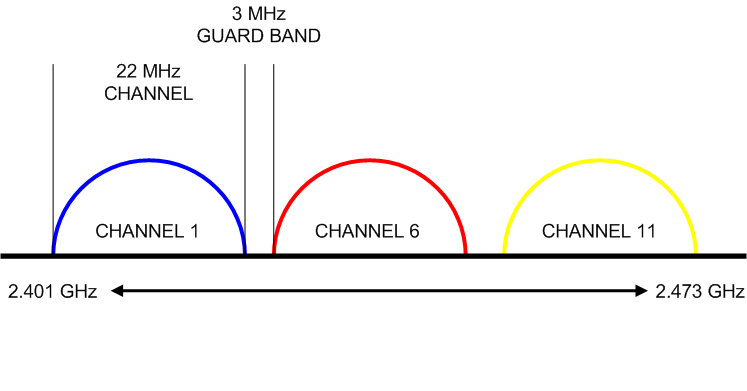 3 MHz
GUARD BAND
22 MHz
CHANNEL
CHANNEL 1
CHANNEL 6
CHANNEL 11
2.401 GHz
2.473 GHz